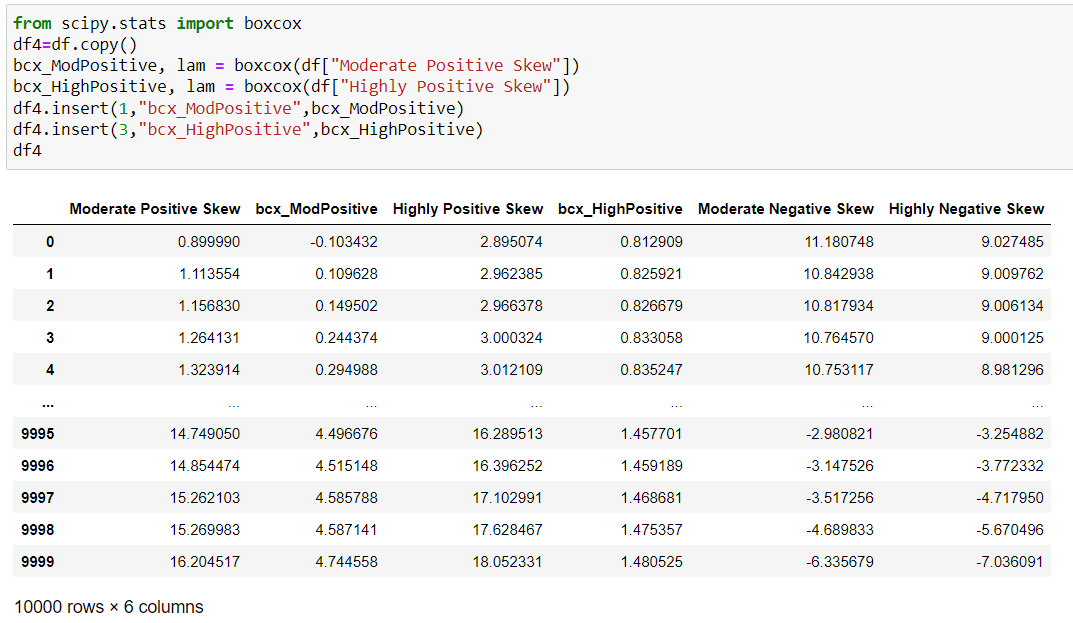 from scipy.stats import boxcox
df4=df.copy()
bcx_ModPositive, lam = boxcox(df["Moderate Positive Skew"])
bcx_HighPositive, lam = boxcox(df["Highly Positive Skew"])
df4.insert(1,"bcx_ModPositive",bcx_ModPositive)
df4.insert(3,"bcx_HighPositive",bcx_HighPositive)
df4
Moderate Positive Skew bcx_ModPositive Highly Positive Skew bcx_HighPositive Moderate Negative Skew Highly Negative Skew
0 0.899990 -0.103432 2.895074 0.812909 11.180748 9.027485
1 1.113554 0.109628 2.962385 0.825921 10.842938 9.009762
2 1.156830 0.149502 2.966378 0.826679 10.817934 9.006134
3 1.264131 0.244374 3.000324 0.833058 10.764570 9.000125
4 1.323914 0.294988 3.012109 0.835247 10.753117 8.981296
... ... ... ... ... ... ...
9995 14.749050 4.496676 16.289513 1.457701 -2.980821 -3.254882
9996 14.854474 4.515148 16.396252 1.459189 -3.147526 -3.772332
9997 15.262103 4.585788 17.102991 1.468681 -3.517256 -4.717950
9998 15.269983 4.587141 17.628467 1.475357 -4.689833 -5.670496
9999 16.204517 4.744558 18.052331 1.480525 -6.335679 -7.036091
10000 rows × 6 columns